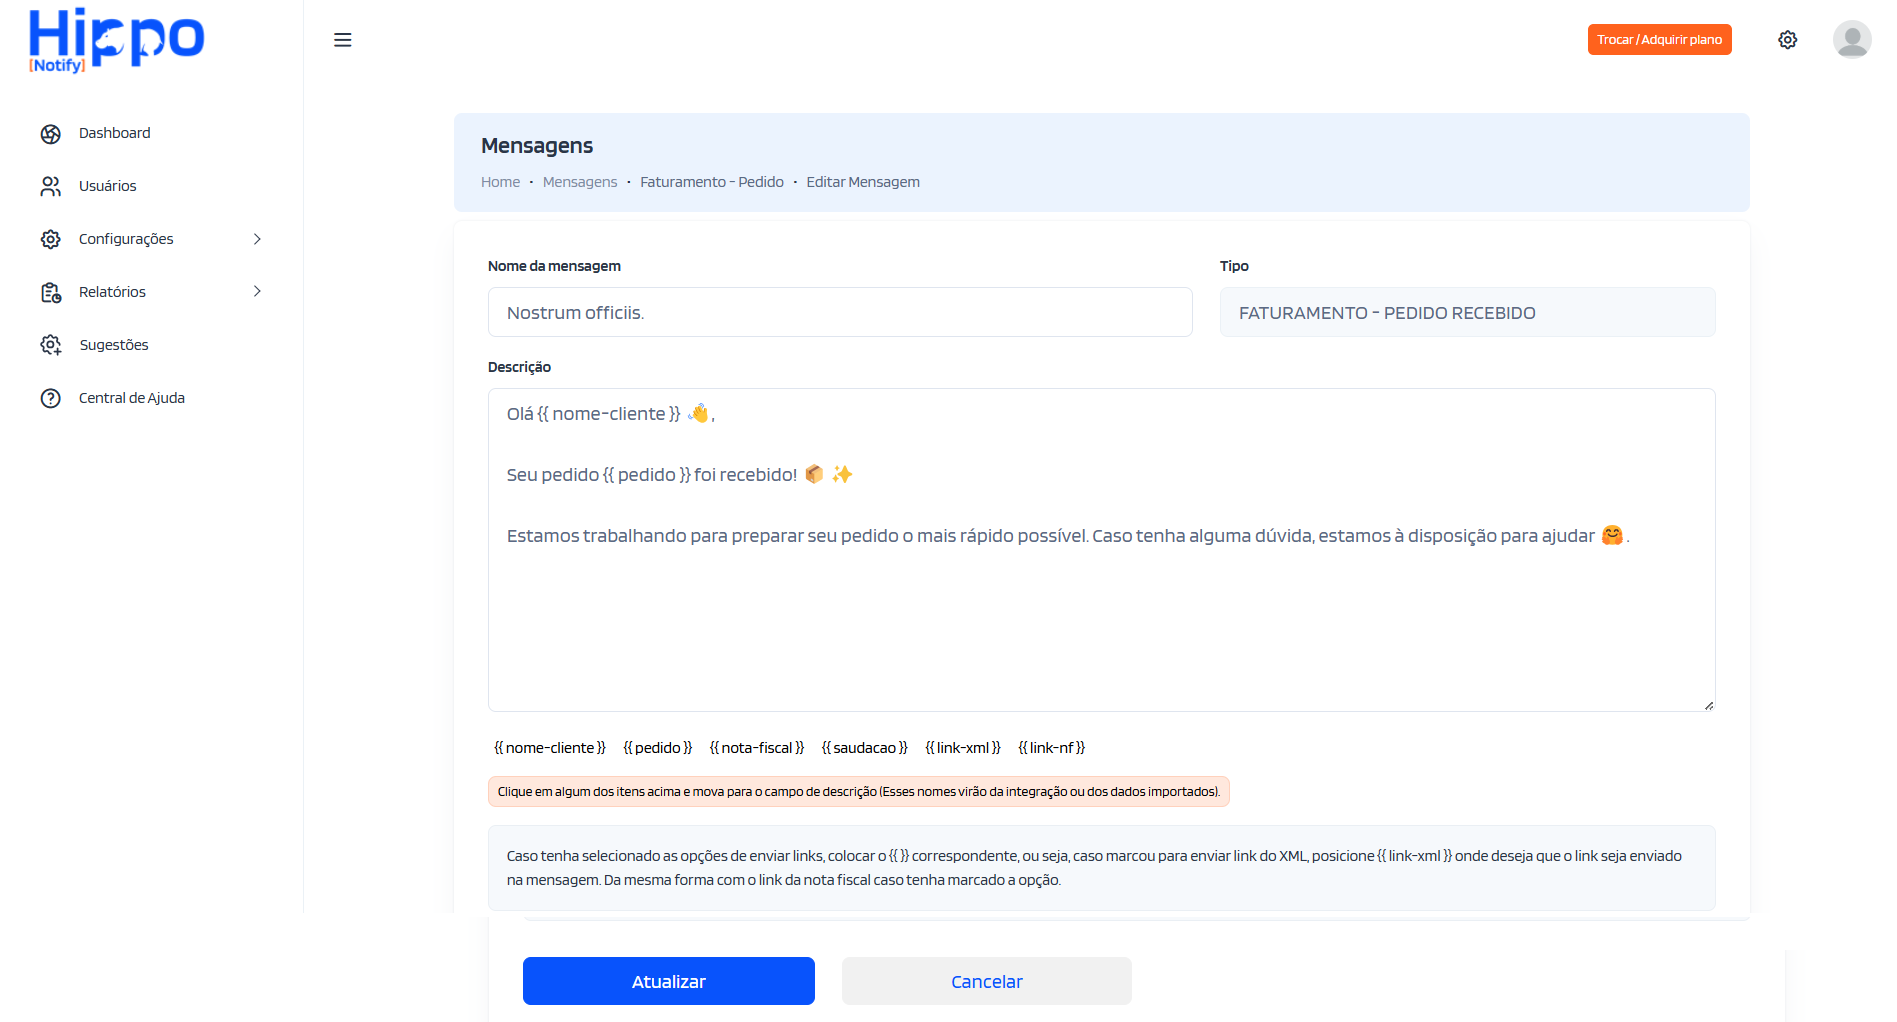 Hippo
[Notify]
Trocar / Adquirir plano
Dashboard
Usuários
Configurações
Relatórios
Sugestões
Central de Ajuda
Mensagens
Home • Mensagens • Faturamento - Pedido • Editar Mensagem
Nome da mensagem
Nostrum officiis.
Tipo
FATURAMENTO - PEDIDO RECEBIDO
Descrição
Olá {{ nome-cliente }} 👋,
Seu pedido {{ pedido }} foi recebido! 📦 ✨
Estamos trabalhando para preparar seu pedido o mais rápido possível. Caso tenha alguma dúvida, estamos à disposição para ajudar 🤗.
{{ nome-cliente }} {{ pedido }} {{ nota-fiscal }} {{ saudacao }} {{ link-xml }} {{ link-nf }}
Clique em algum dos itens acima e mova para o campo de descrição (Esses nomes virão da integração ou dos dados importados).
Caso tenha selecionado as opções de enviar links, colocar o {{ }} correspondente, ou seja, caso marcou para enviar link do XML, posicione {{ link-xml }} onde deseja que o link seja enviado
na mensagem. Da mesma forma com o link da nota fiscal caso tenha marcado a opção.
Atualizar
Cancelar